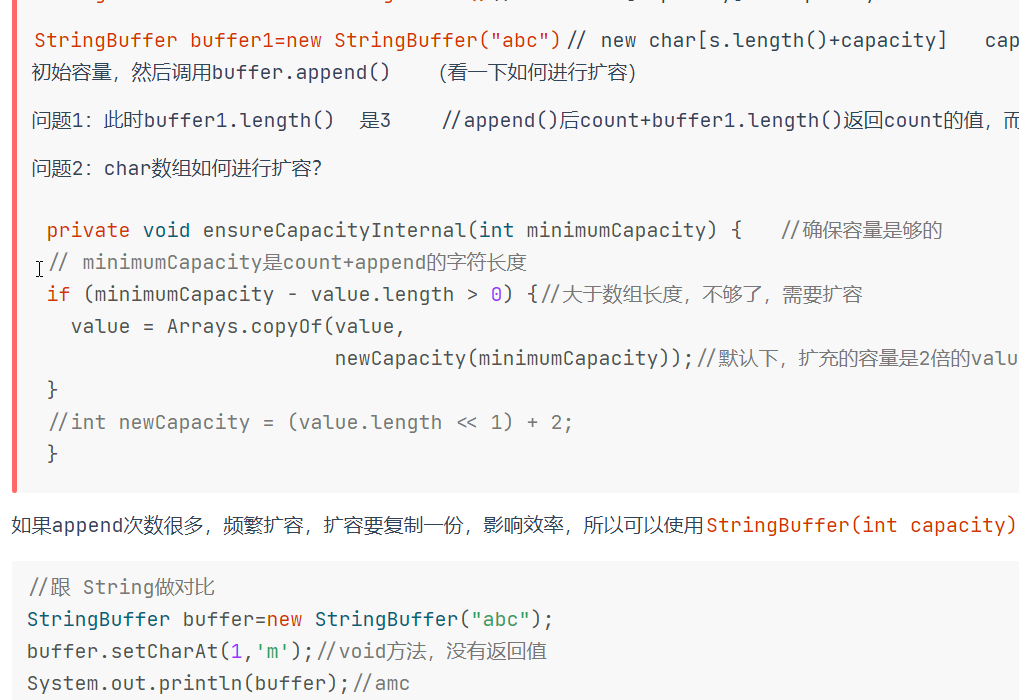 StringBuffer buffer1=new StringBuffer("abc")// new char[s.length()+capacity] cap
初始容量，然后调用buffer.append() (看一下如何进行扩容)
问题1：此时buffer1.length() 是3 //append()后count+buffer1.length()返回count的值，而
问题2：char数组如何进行扩容？
private void ensureCapacityInternal(int minimumCapacity) { //确保容量是够的
// minimumCapacity是count+append的字符长度
if (minimumCapacity - value.length > 0) {//大于数组长度，不够了，需要扩容
value = Arrays.copyOf(value,
newCapacity(minimumCapacity));//默认下，扩充的容量是2倍的valu
}
//int newCapacity = (value.length << 1) + 2;
}
如果append次数很多，频繁扩容，扩容要复制一份，影响效率，所以可以使用StringBuffer(int capacity)
//跟 String做对比
StringBuffer buffer=new StringBuffer("abc");
buffer.setCharAt(1,'m');//void方法，没有返回值
System.out.println(buffer);//amc